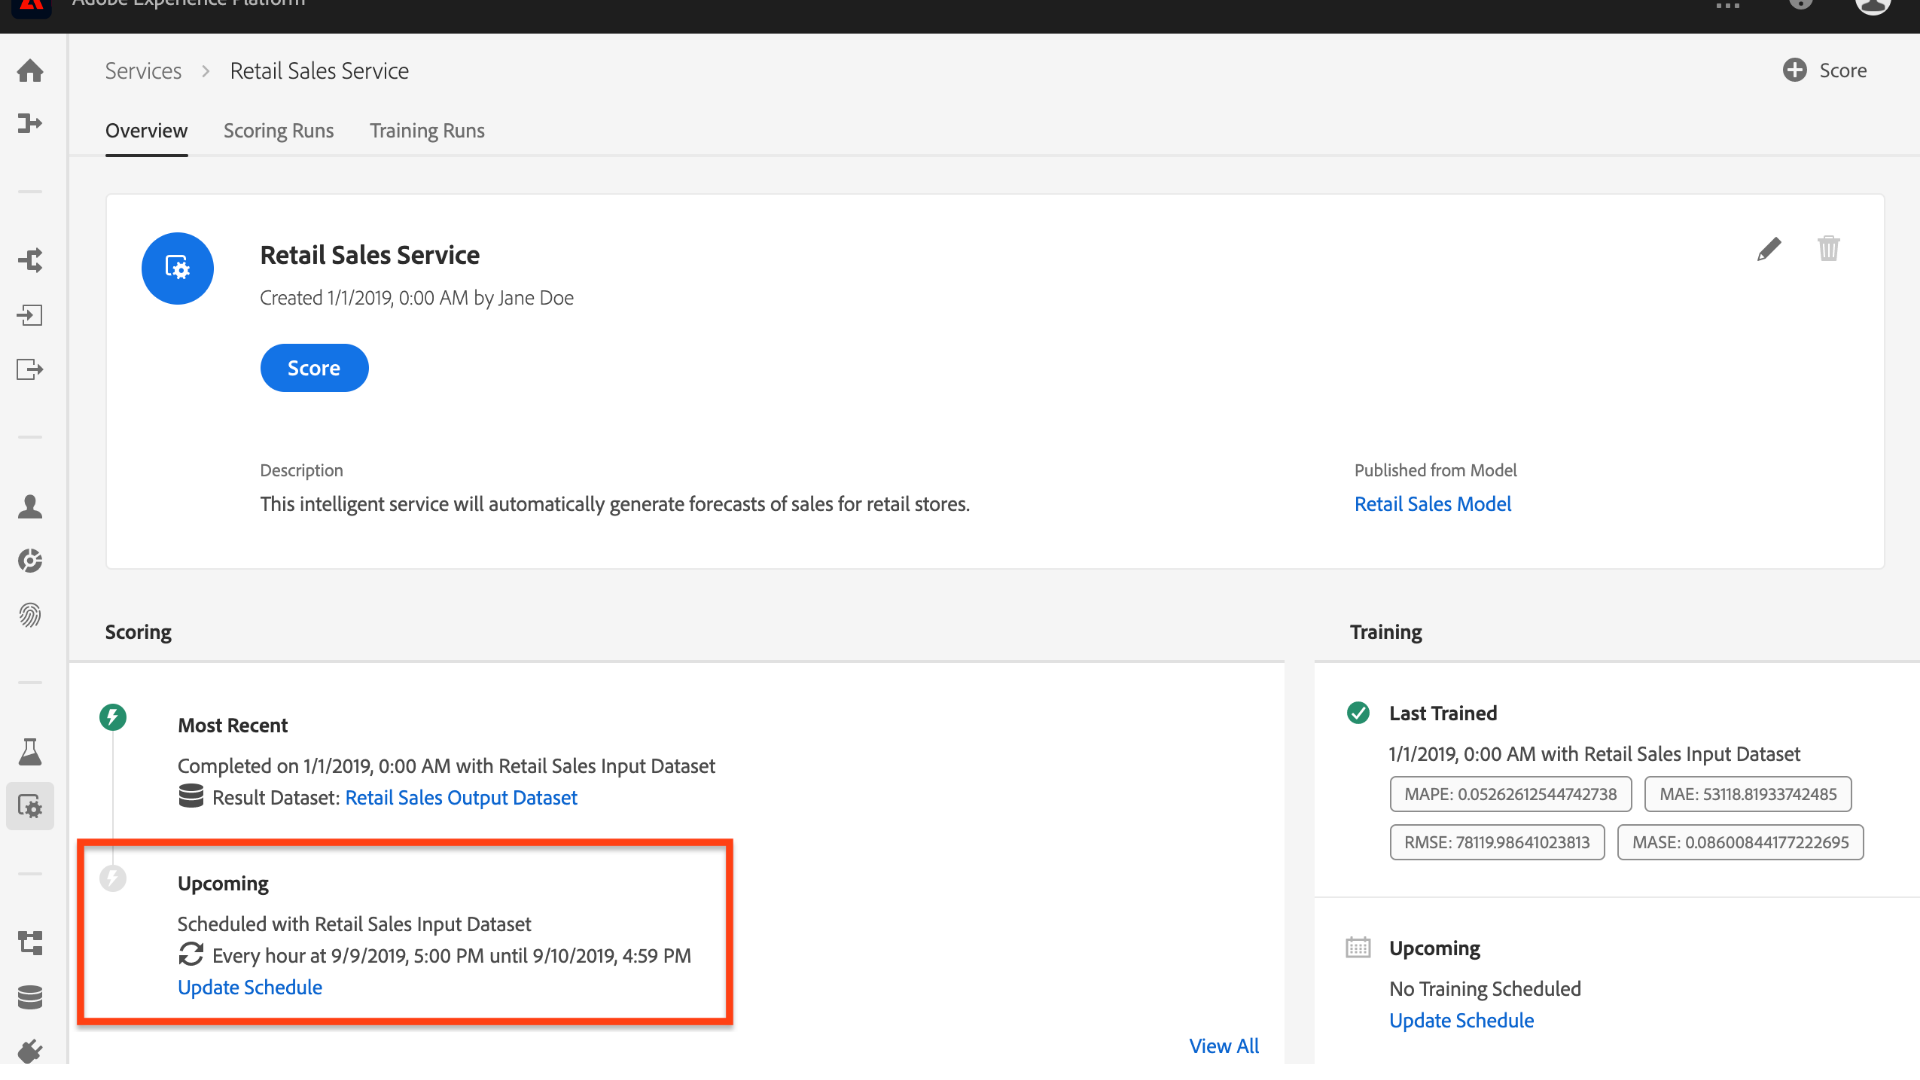 Adobe Experience Platform
Services > Retail Sales Service
Score
Overview Scoring Runs Training Runs
Retail Sales Service
Created 1/1/2019, 0:00 AM by Jane Doe
Score
Description
This intelligent service will automatically generate forecasts of sales for retail stores.
Published from Model
Retail Sales Model
Scoring
Most Recent
Completed on 1/1/2019, 0:00 AM with Retail Sales Input Dataset
Result Dataset: Retail Sales Output Dataset
Upcoming
Scheduled with Retail Sales Input Dataset
Every hour at 9/9/2019, 5:00 PM until 9/10/2019, 4:59 PM
Update Schedule
View All
Training
Last Trained
1/1/2019, 0:00 AM with Retail Sales Input Dataset
MAPE: 0.05262612544742738 MAE: 53118.81933742485
RMSE: 78119.98641023813 MASE: 0.08600844177222695
Upcoming
No Training Scheduled
Update Schedule